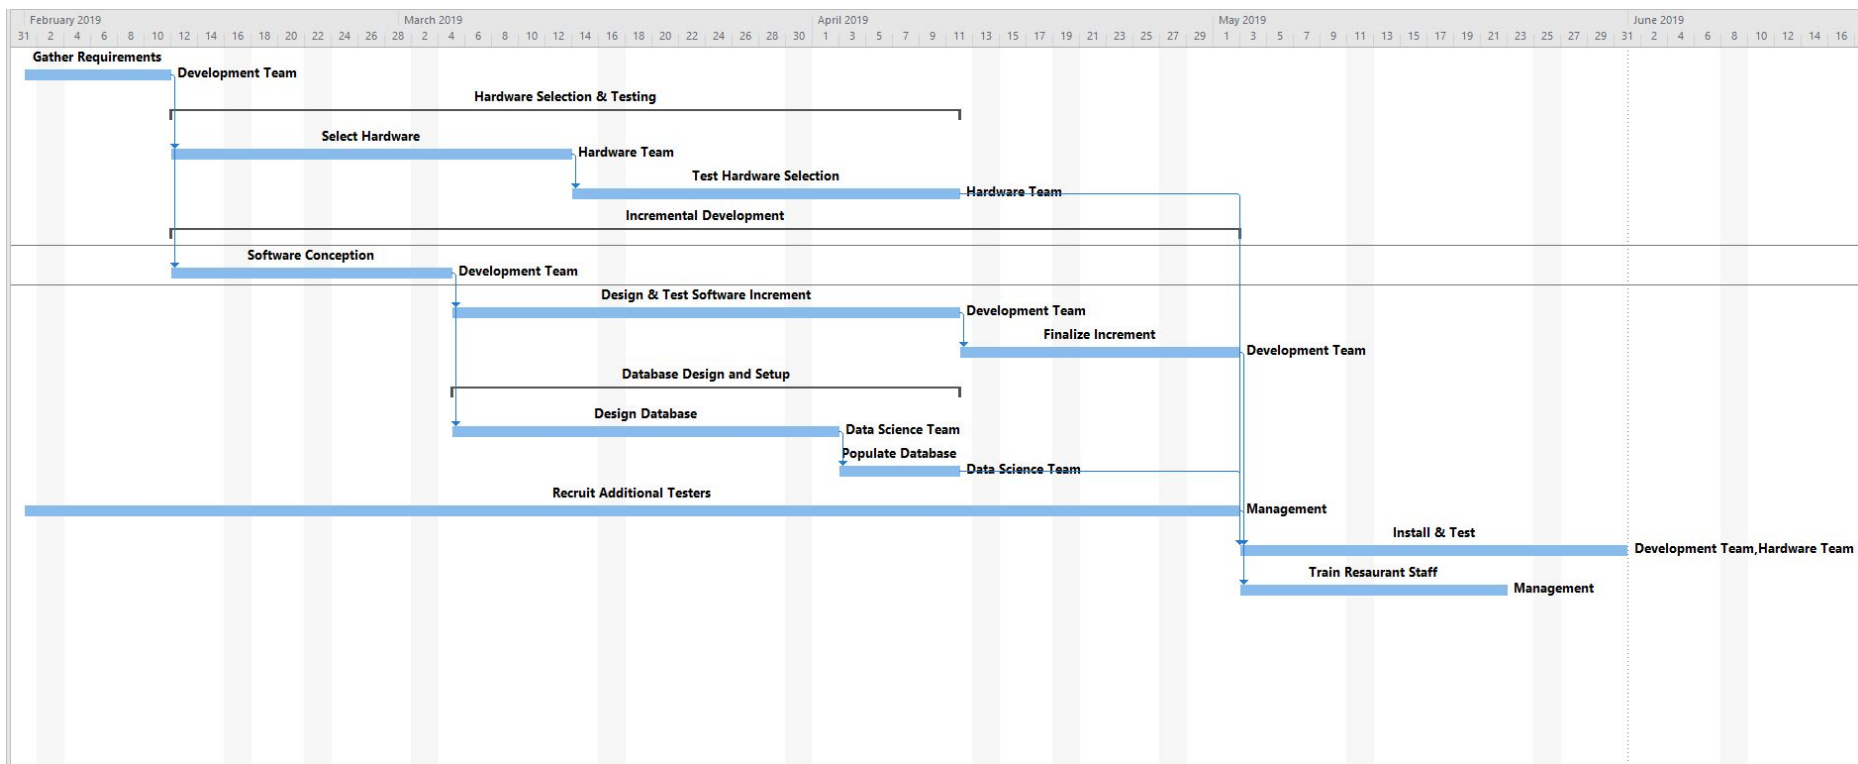 February 2019 March 2019 April 2019 May 2019 June 2019
31 2 4 6 8 10 12 14 16 18 20 22 24 26 28 2 4 6 8 10 12 14 16 18 20 22 24 26 28 30 1 3 5 7 9 11 13 15 17 19 21 23 25 27 29 1 3 5 7 9 11 13 15 17 19 21 23 25 27 29 31 2 4 6 8 10 12 14 16
Gather Requirements
Development Team
Hardware Selection & Testing
Select Hardware
Hardware Team
Test Hardware Selection
Hardware Team
Incremental Development
Software Conception
Development Team
Design & Test Software Increment
Development Team
Finalize Increment
Development Team
Database Design and Setup
Design Database
Data Science Team
Populate Database
Data Science Team
Recruit Additional Testers
Management
Install & Test
Development Team,Hardware Team
Train Resaurant Staff
Management